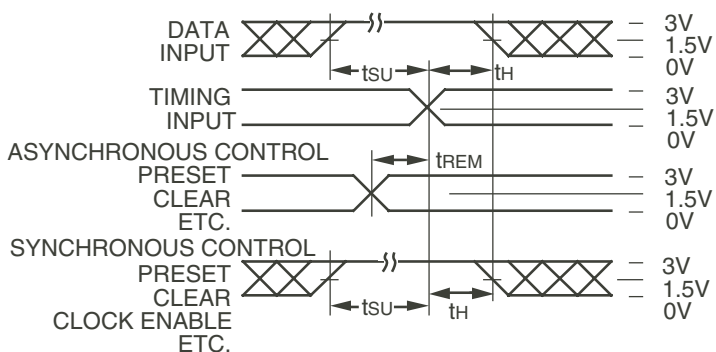 DATA
INPUT
tSU
tH
3V
1.5V
0V
TIMING
INPUT
3V
1.5V
0V
ASYNCHRONOUS CONTROL
PRESET
CLEAR
ETC.
tREM
3V
1.5V
0V
SYNCHRONOUS CONTROL
PRESET
CLEAR
CLOCK ENABLE
ETC.
tSU
tH
3V
1.5V
0V